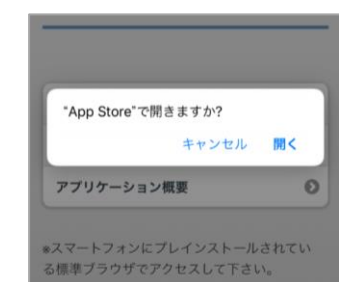 "App Store"で開きますか?
キャンセル 開く
アプリケーション概要
※スマートフォンにプレインストールされてい
る標準ブラウザでアクセスして下さい。